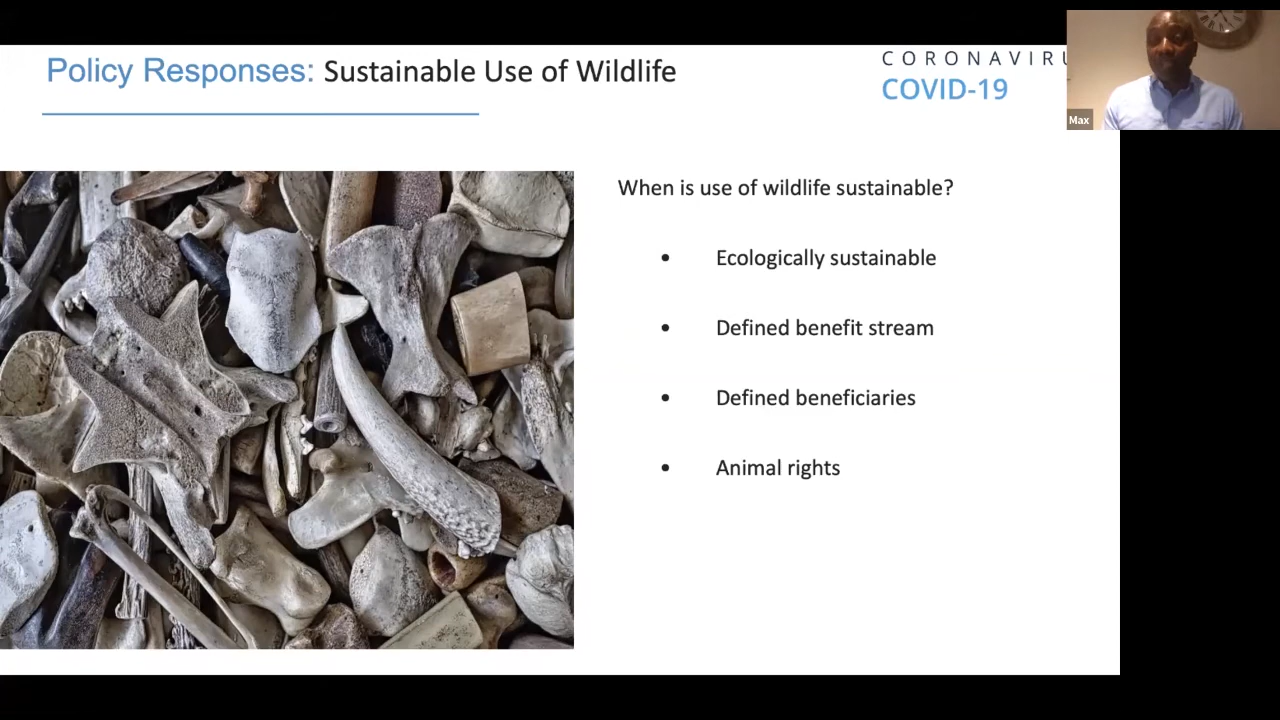 Policy Responses: Sustainable Use of Wildlife
CORONAVIRU
COVID-19
Max
When is use of wildlife sustainable?
• Ecologically sustainable
• Defined benefit stream
• Defined beneficiaries
• Animal rights